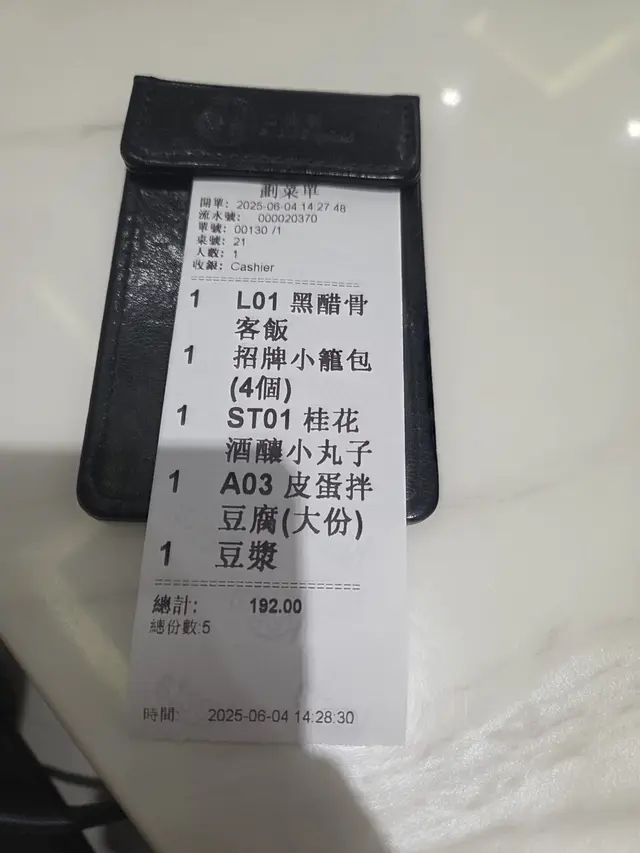 劃菜單
開單: 2025-06-04 14:27:48
流水號: 000020370
單號: 00130 /1
桌號: 21
人數: 1
收銀: Cashier
1 L01 黑醋骨
客飯
1 招牌小籠包
(4個)
1 ST01 桂花
酒釀小丸子
1 A03 皮蛋拌
豆腐(大份)
1 豆漿
總計: 192.00
總份數:5
時間: 2025-06-04 14:28:30